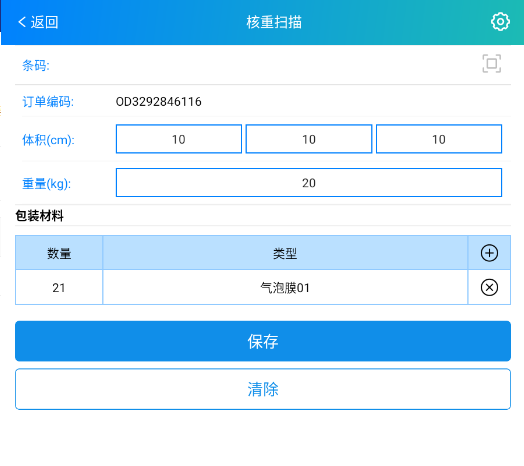 返回 核重扫描
条码:
订单编码: OD3292846116
体积(cm): 10 10 10
重量(kg): 20
包装材料
数量 类型
21 气泡膜01
保存
清除